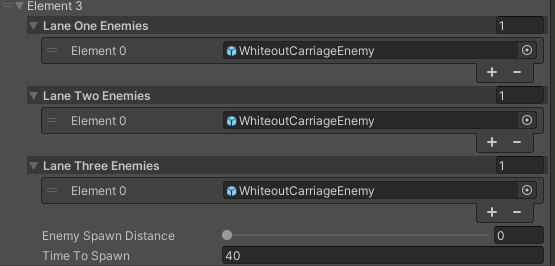 Element 3
Lane One Enemies 1
Element 0 WhiteoutCarriageEnemy
+ −
Lane Two Enemies 1
Element 0 WhiteoutCarriageEnemy
+ −
Lane Three Enemies 1
Element 0 WhiteoutCarriageEnemy
+ −
Enemy Spawn Distance 0
Time To Spawn 40